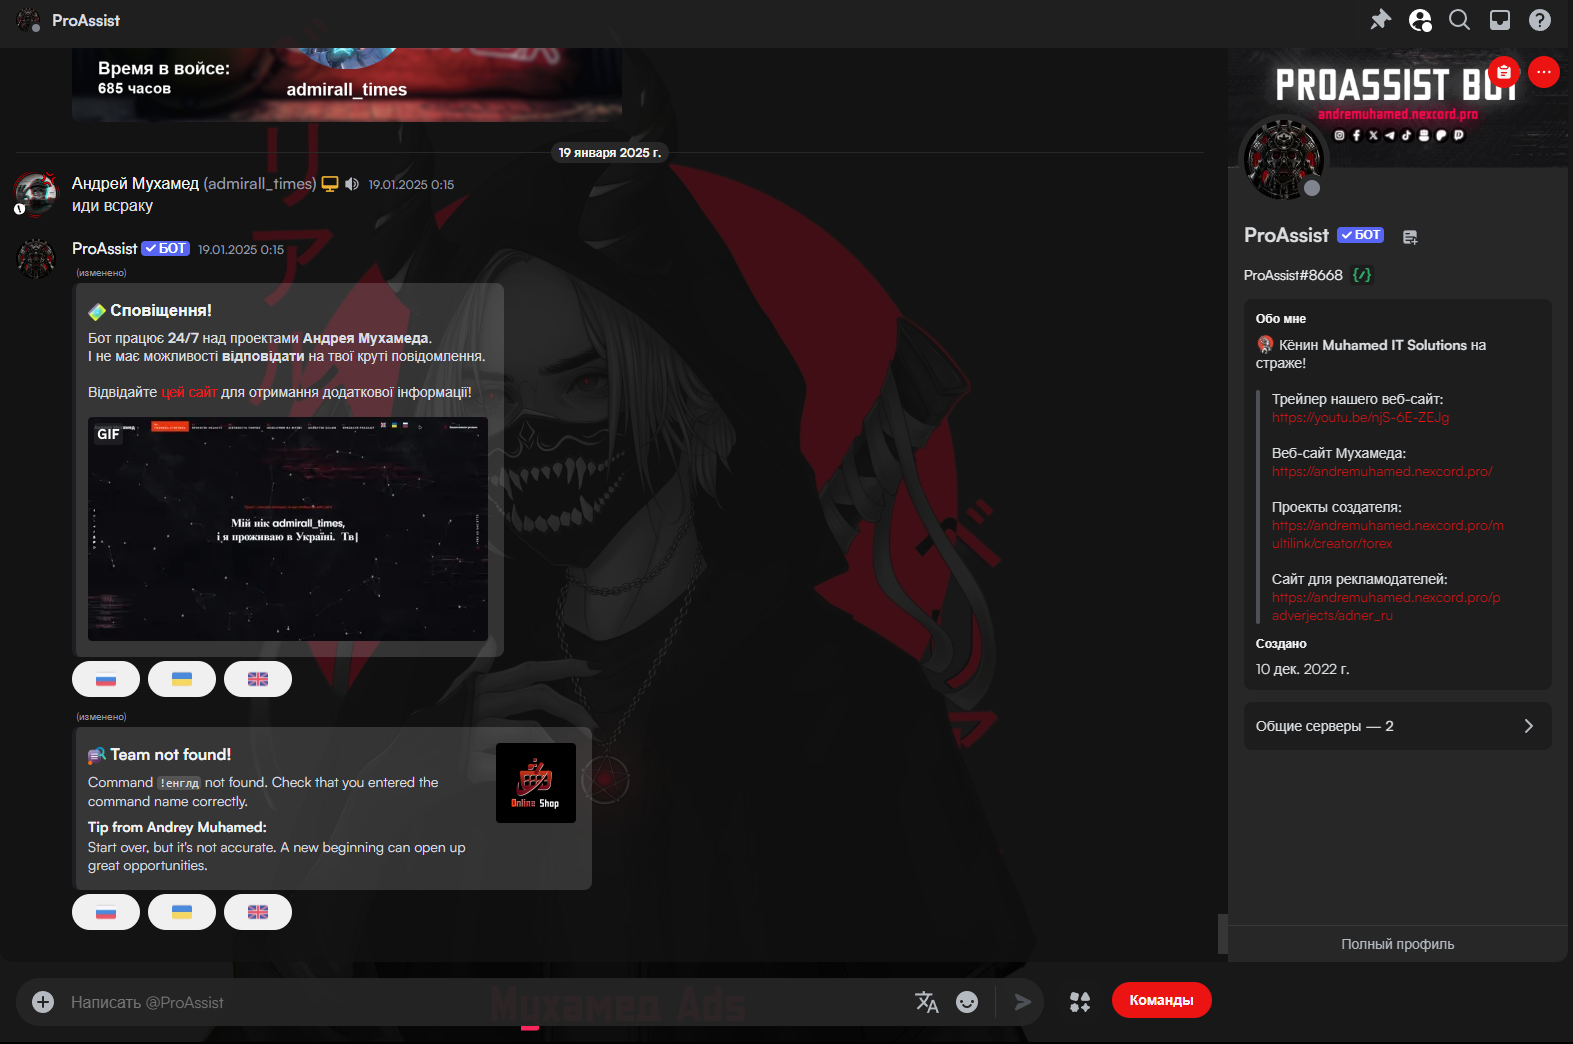 ProAssist
Время в войсе:
685 часов
admirall_times
19 января 2025 г.
Андрей Мухамед (admirall_times) 19.01.2025 0:15
иди всраку
ProAssist БОТ 19.01.2025 0:15
(изменено)
Сповіщення!
Бот працює 24/7 над проектами Андрея Мухамеда.
І не має можливості відповідати на твої круті повідомлення.
Відвідайте цей сайт для отримання додаткової інформації!
GIF
Мій нік admirall_times,
і я проживаю в Україні. Тв|
(изменено)
Team not found!
Command !енглд not found. Check that you entered the
command name correctly.
Tip from Andrey Muhamed:
Start over, but it's not accurate. A new beginning can open up
great opportunities.
Online Shop
Написать @ProAssist
Мухамед Ads
Команды
PROASSIST BOT
andremuhamed.nexcord.pro
ProAssist БОТ
ProAssist#8668 {/}
Обо мне
Кёнин Muhamed IT Solutions на
страже!
Трейлер нашего веб-сайт:
https://youtu.be/njS-6E-ZEJg
Веб-сайт Мухамеда:
https://andremuhamed.nexcord.pro/
Проекты создателя:
https://andremuhamed.nexcord.pro/m
ultilink/creator/torex
Сайт для рекламодателей:
https://andremuhamed.nexcord.pro/p
adverjects/adner_ru
Создано
10 дек. 2022 г.
Общие серверы — 2
Полный профиль